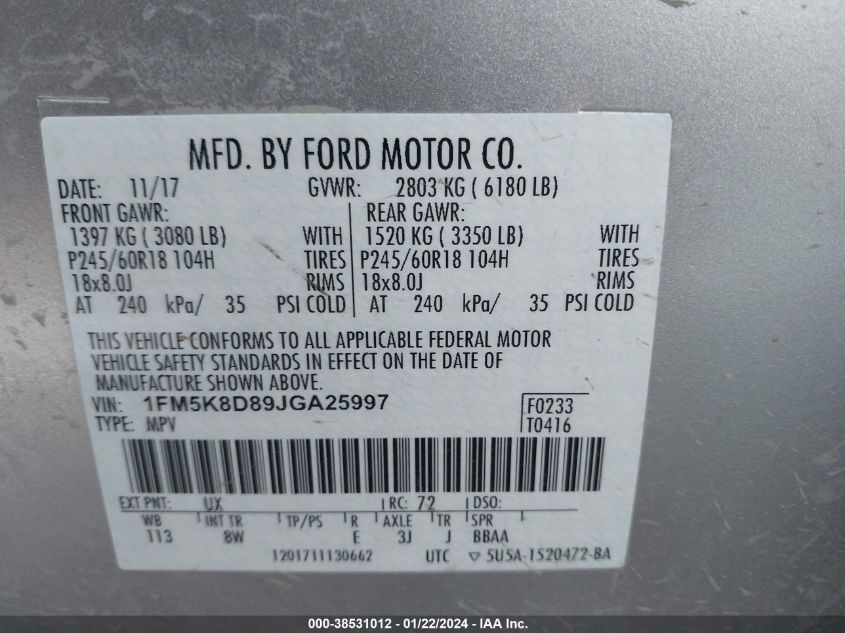 MFD. BY FORD MOTOR CO.
DATE: 11/17 GVWR: 2803 KG ( 6180 LB)
FRONT GAWR: REAR GAWR:
1397 KG ( 3080 LB) WITH 1520 KG ( 3350 LB) WITH
P245/60R18 104H TIRES P245/60R18 104H TIRES
18x8.0J RIMS 18x8.0J RIMS
AT 240 kPa/ 35 PSI COLD AT 240 kPa/ 35 PSI COLD
THIS VEHICLE CONFORMS TO ALL APPLICABLE FEDERAL MOTOR
VEHICLE SAFETY STANDARDS IN EFFECT ON THE DATE OF
MANUFACTURE SHOWN ABOVE.
VIN: 1FM5K8D89JGA25997 F0233
TYPE: MPV T0416
EXT PNT: UX RC: 72 DSO:
WB INT TR TP/PS R AXLE TR SPR
113 8W E 3J J BBAA
1201711130662 UTC ▽ 5U5A-1520472-BA
000-38531012 - 01/22/2024 - IAA Inc.